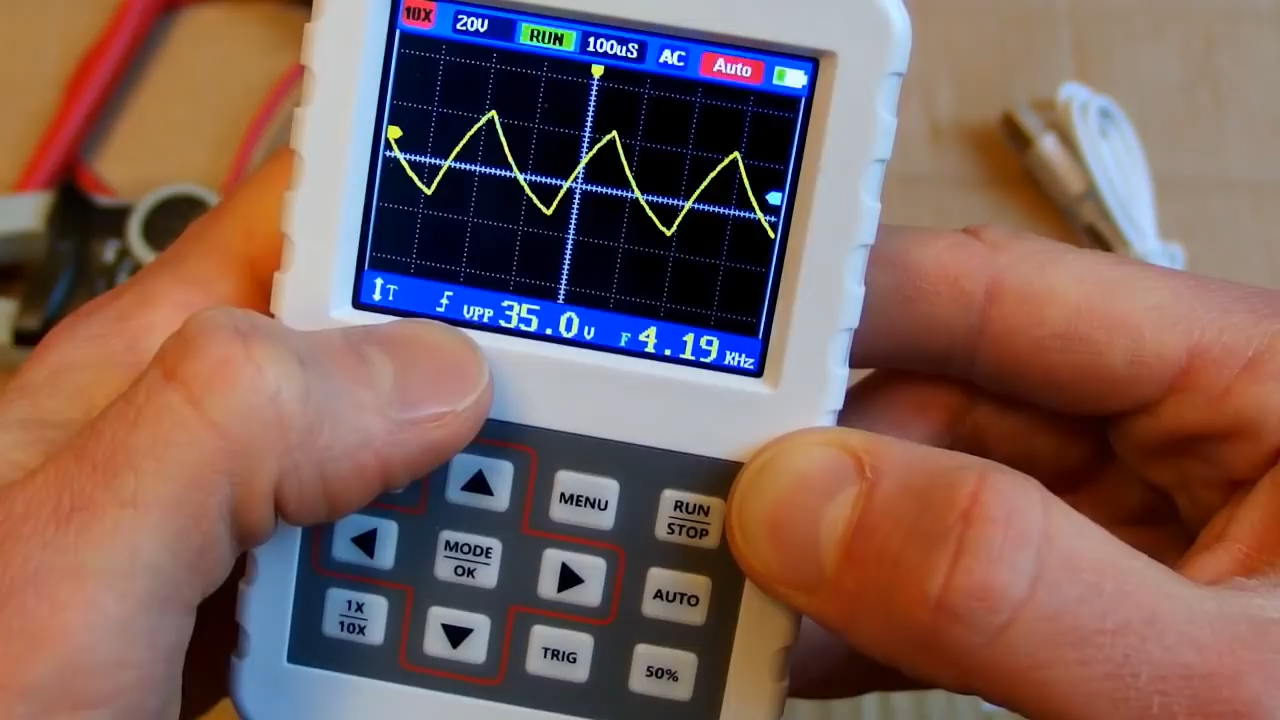 10X 20V RUN 100uS AC Auto
T VPP 35.0V F 4.19 KHz
MENU
RUN
STOP
MODE
OK
AUTO
1X
10X
TRIG
50%